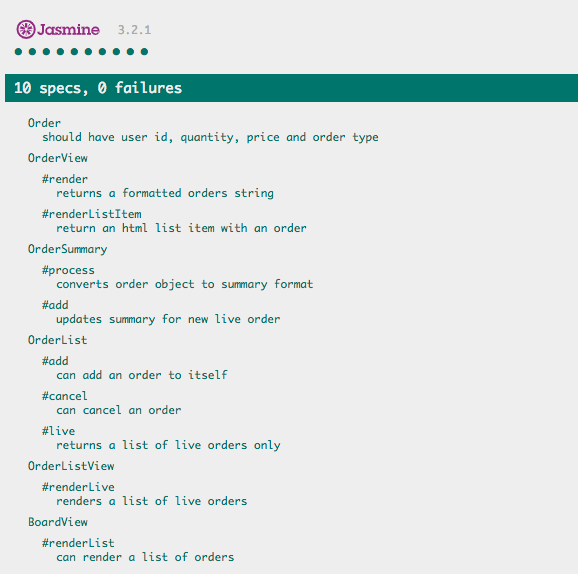 Jasmine 3.2.1
10 specs, 0 failures
Order
should have user id, quantity, price and order type
OrderView
#render
returns a formatted orders string
#renderListItem
return an html list item with an order
OrderSummary
#process
converts order object to summary format
#add
updates summary for new live order
OrderList
#add
can add an order to itself
#cancel
can cancel an order
#live
returns a list of live orders only
OrderListView
#renderLive
renders a list of live orders
BoardView
#renderList
can render a list of orders